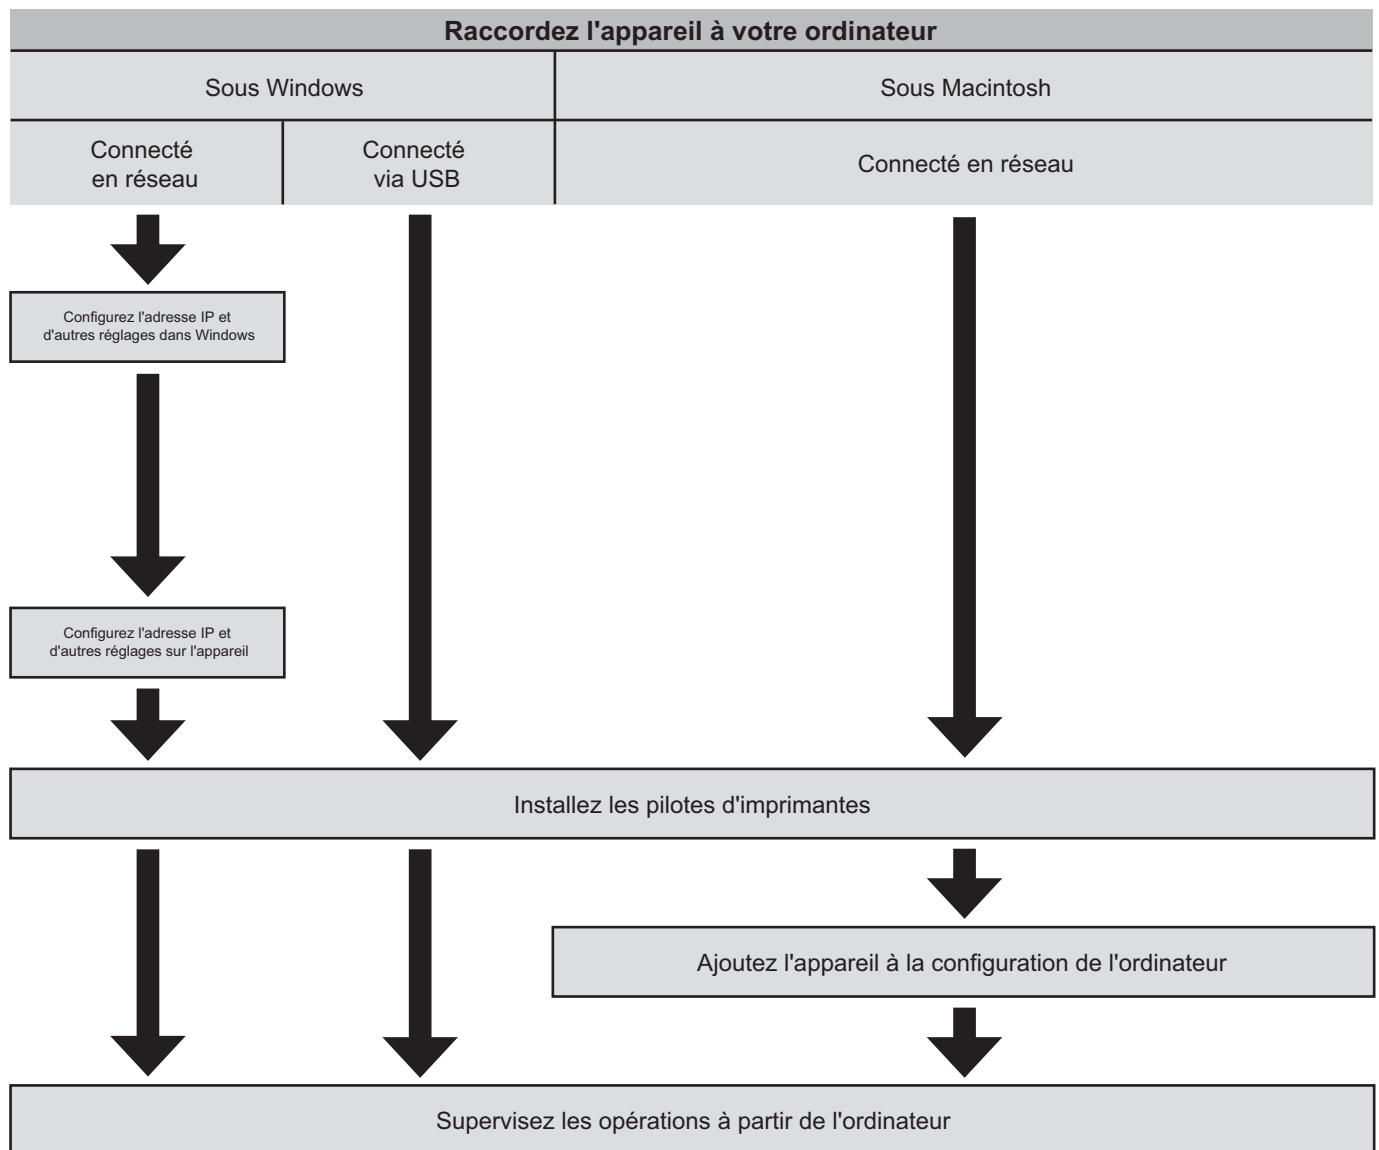 Raccordez l'appareil à votre ordinateur
Sous Windows
Sous Macintosh
Connecté
en réseau
Connecté
via USB
Connecté en réseau
Configurez l'adresse IP et
d'autres réglages dans Windows
Configurez l'adresse IP et
d'autres réglages sur l'appareil
Installez les pilotes d'imprimantes
Ajoutez l'appareil à la configuration de l'ordinateur
Supervisez les opérations à partir de l'ordinateur